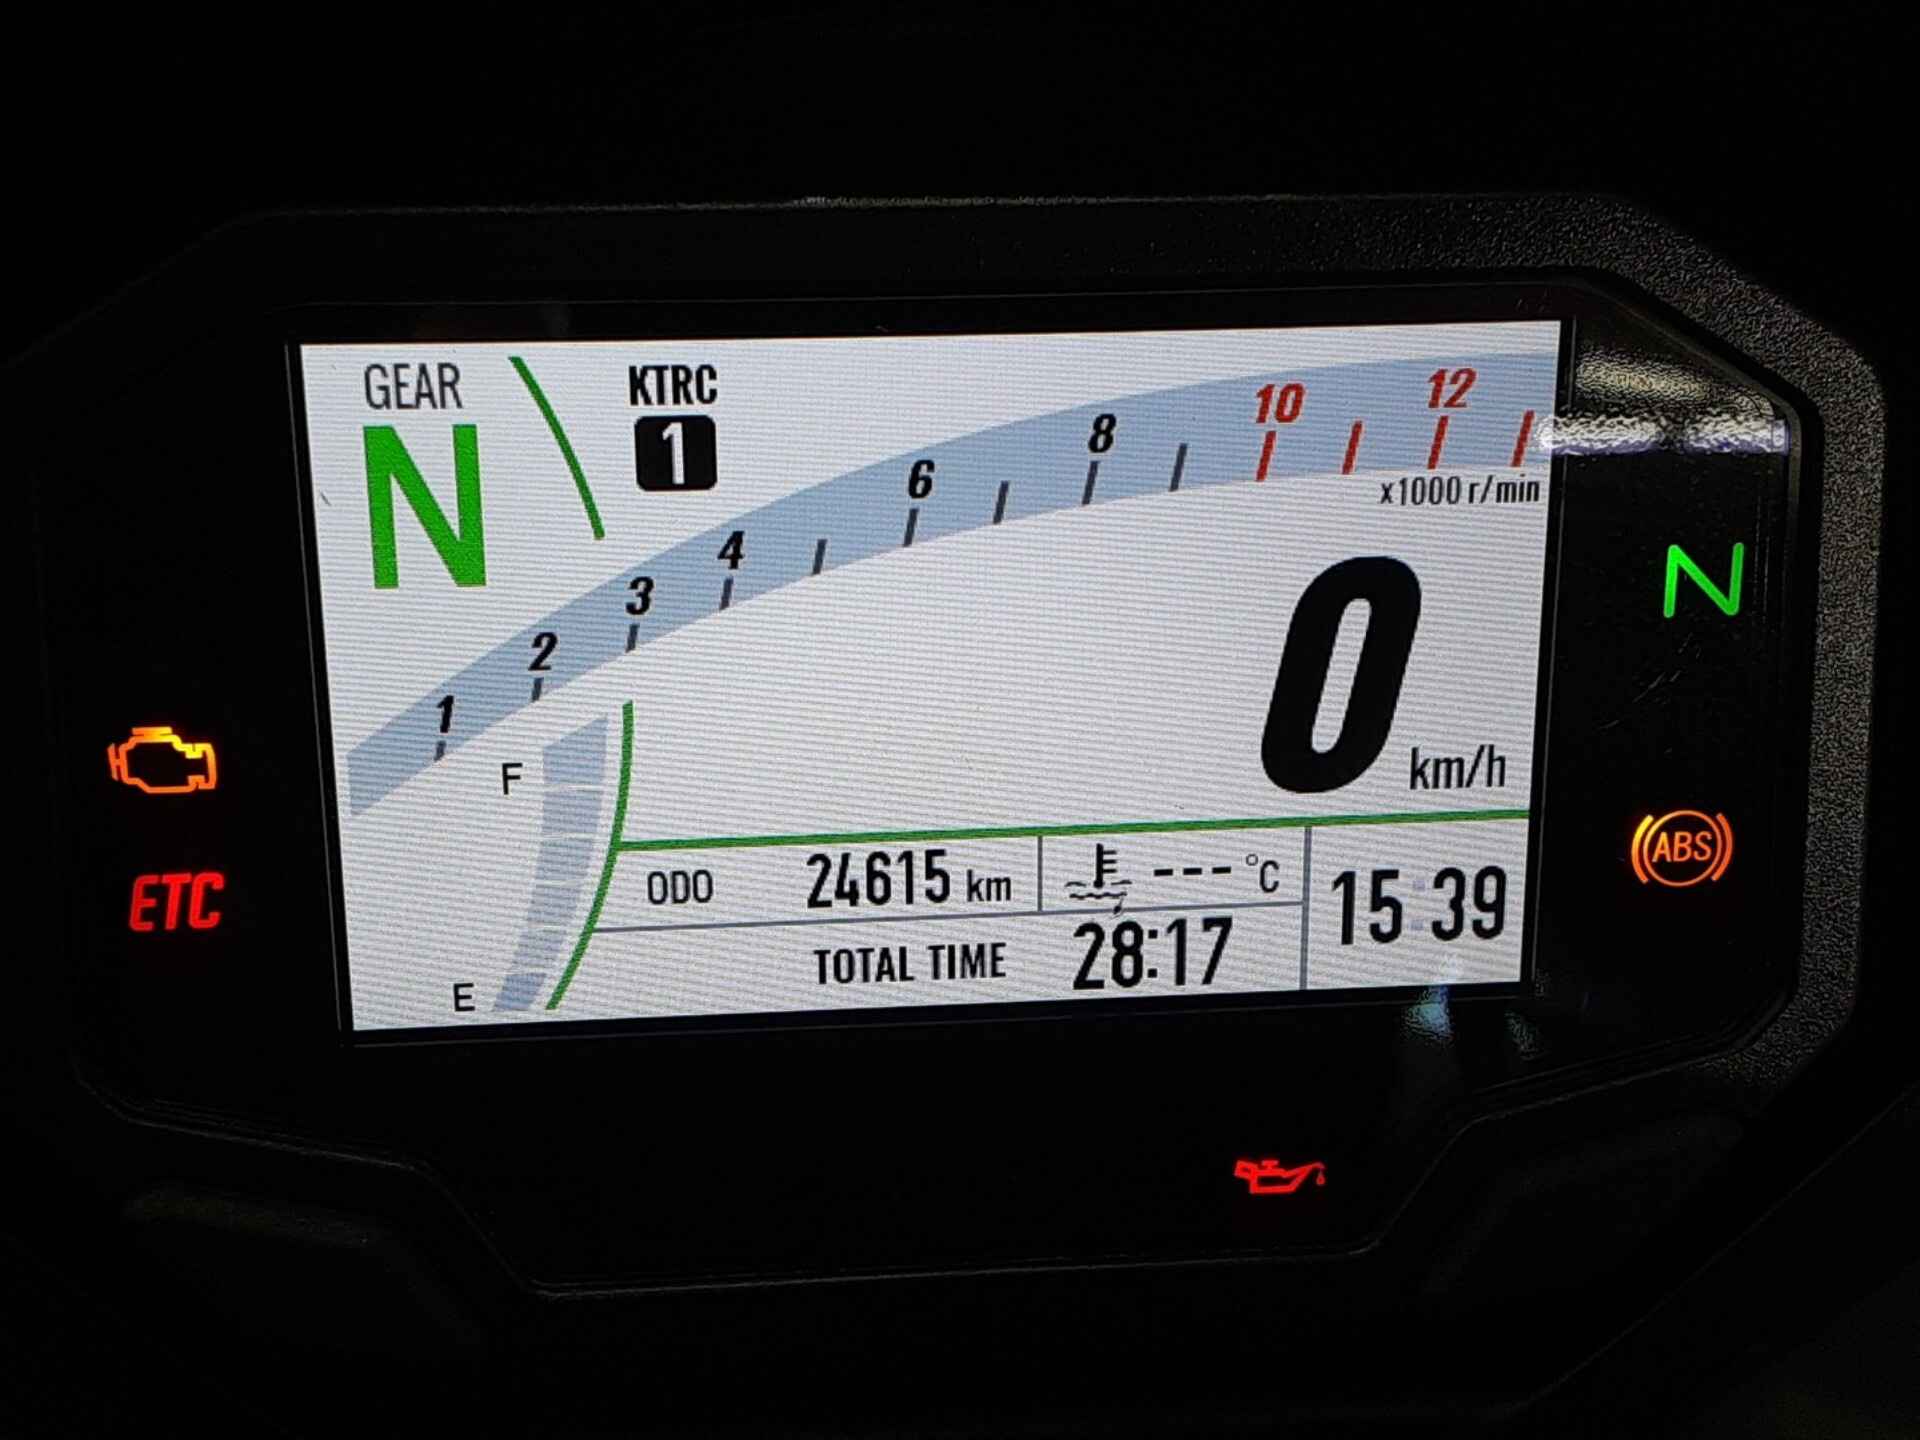 GEAR
N
KTRC
1
1 2 3 4 6 8 10 12
x1000 r/min
N
0 km/h
F
E
ETC
ABS
ODO 24615 km
--- °C
TOTAL TIME 28:17
15:39